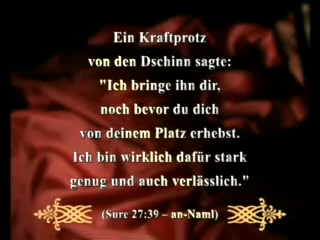 Ein Kraftprotz
von den Dschinn sagte:
"Ich bringe ihn dir,
noch bevor du dich
von deinem Platz erhebst.
Ich bin wirklich dafür stark
genug und auch verlässlich."
(Sure 27:39 – an-Naml)